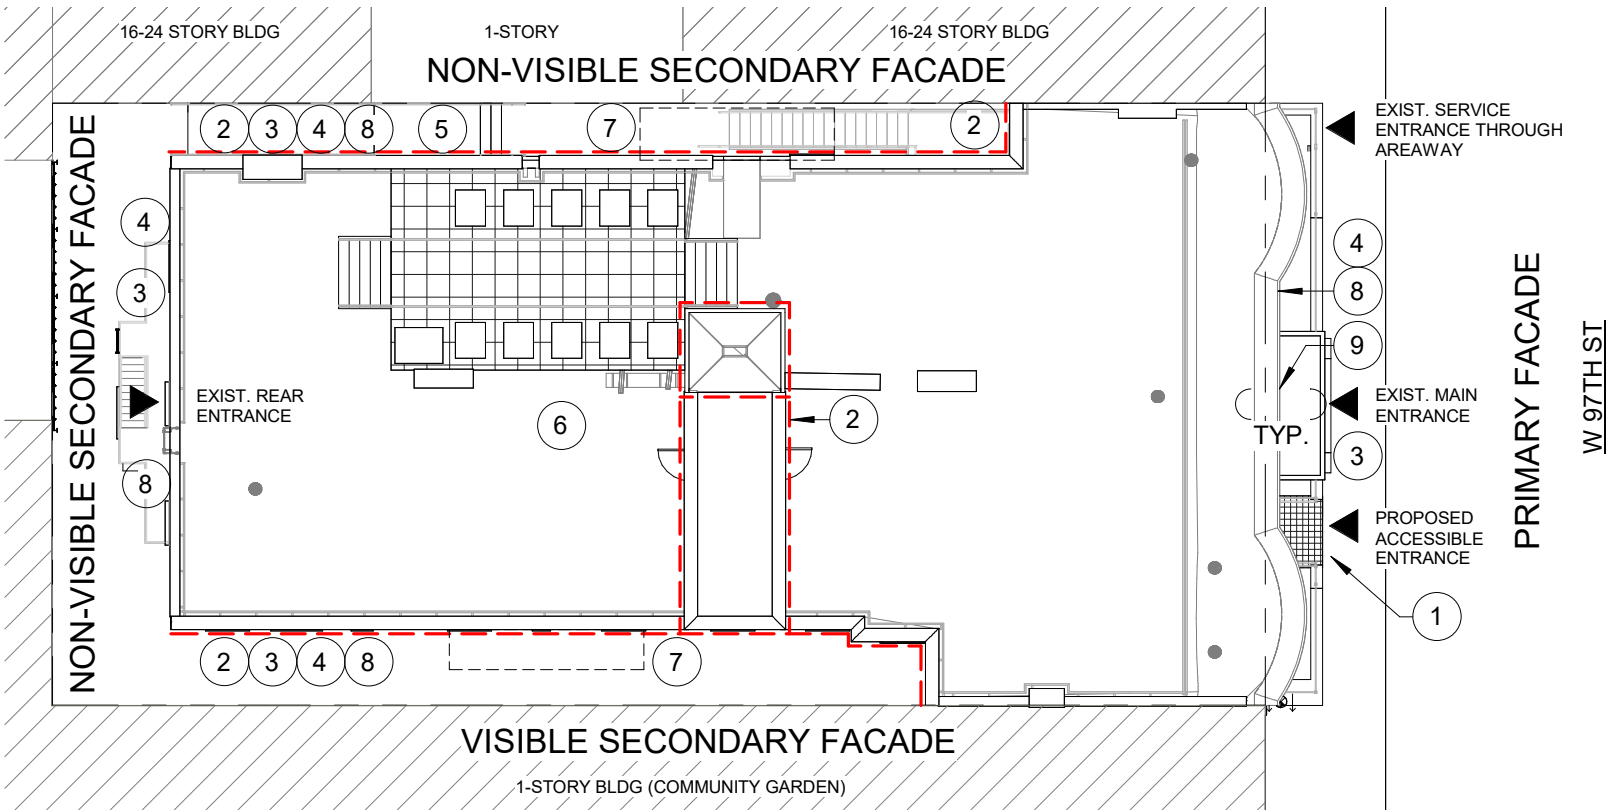 16-24 STORY BLDG
1-STORY
16-24 STORY BLDG
NON-VISIBLE SECONDARY FACADE
2
3
4
8
5
7
2
EXIST. SERVICE
ENTRANCE THROUGH
AREAWAY
NON-VISIBLE SECONDARY FACADE
4
3
EXIST. REAR
ENTRANCE
8
6
2
4
8
9
EXIST. MAIN
ENTRANCE
TYP.
3
PROPOSED
ACCESSIBLE
ENTRANCE
1
PRIMARY FACADE
W 97TH ST
2
3
4
8
7
VISIBLE SECONDARY FACADE
1-STORY BLDG (COMMUNITY GARDEN)